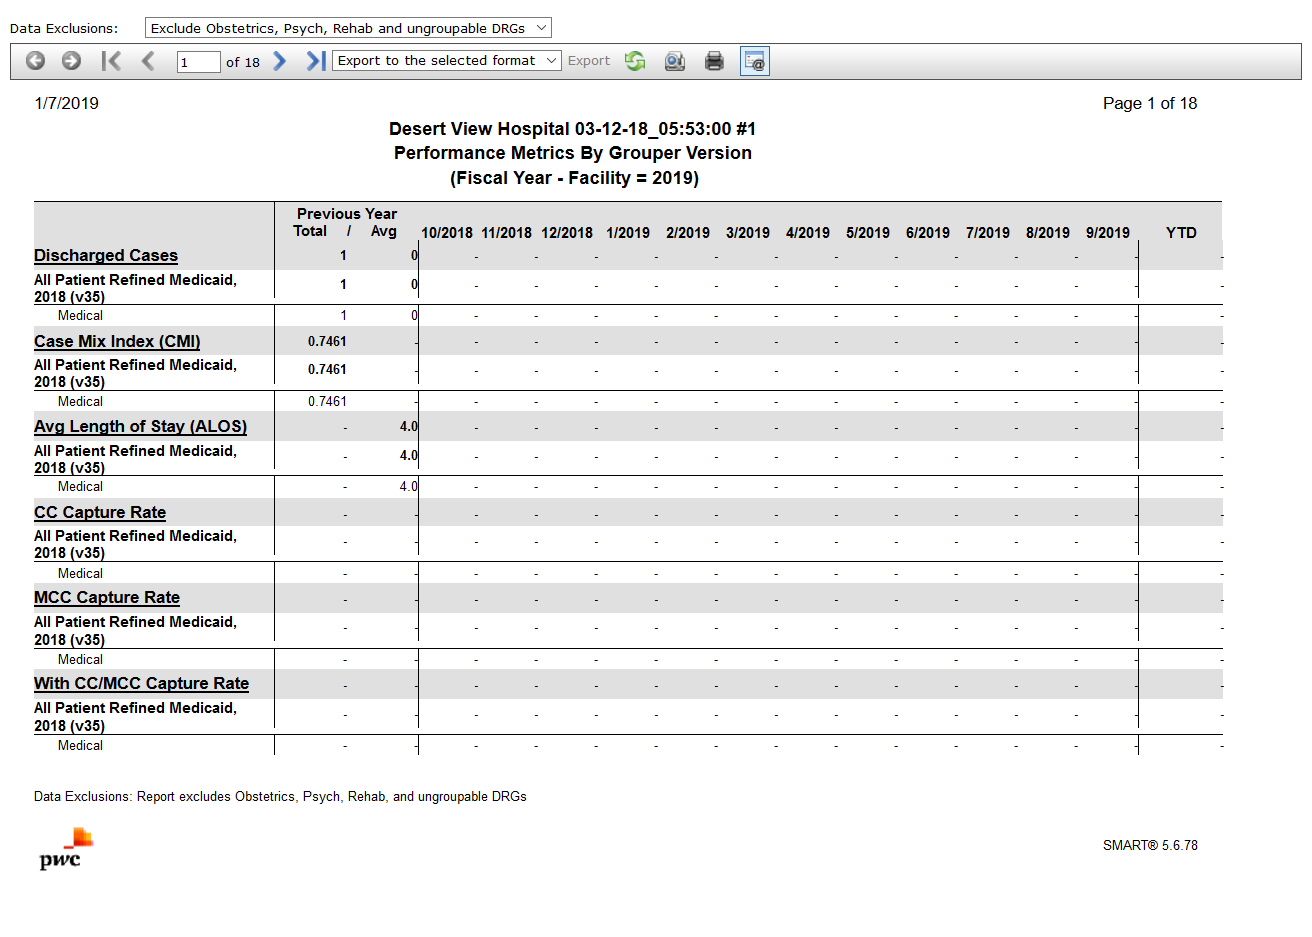 Data Exclusions: Exclude Obstetrics, Psych, Rehab and ungroupable DRGs
1 of 18 Export to the selected format Export
1/7/2019 Page 1 of 18
Desert View Hospital 03-12-18_05:53:00 #1
Performance Metrics By Grouper Version
(Fiscal Year - Facility = 2019)
Previous Year
Total / Avg 10/2018 11/2018 12/2018 1/2019 2/2019 3/2019 4/2019 5/2019 6/2019 7/2019 8/2019 9/2019 YTD
Discharged Cases 1 0 - - - - - - - - - - - - -
All Patient Refined Medicaid,
2018 (v35) 1 0 - - - - - - - - - - - - -
Medical 1 0 - - - - - - - - - - - - -
Case Mix Index (CMI) 0.7461 - - - - - - - - - - - - - -
All Patient Refined Medicaid,
2018 (v35) 0.7461 - - - - - - - - - - - - - -
Medical 0.7461 - - - - - - - - - - - - - -
Avg Length of Stay (ALOS) - 4.0 - - - - - - - - - - - - -
All Patient Refined Medicaid,
2018 (v35) - 4.0 - - - - - - - - - - - - -
Medical - 4.0 - - - - - - - - - - - - -
CC Capture Rate - - - - - - - - - - - - - - -
All Patient Refined Medicaid,
2018 (v35) - - - - - - - - - - - - - - -
Medical - - - - - - - - - - - - - - -
MCC Capture Rate - - - - - - - - - - - - - - -
All Patient Refined Medicaid,
2018 (v35) - - - - - - - - - - - - - - -
Medical - - - - - - - - - - - - - - -
With CC/MCC Capture Rate - - - - - - - - - - - - - - -
All Patient Refined Medicaid,
2018 (v35) - - - - - - - - - - - - - - -
Medical - - - - - - - - - - - - - - -
Data Exclusions: Report excludes Obstetrics, Psych, Rehab, and ungroupable DRGs
pwc
SMART® 5.6.78